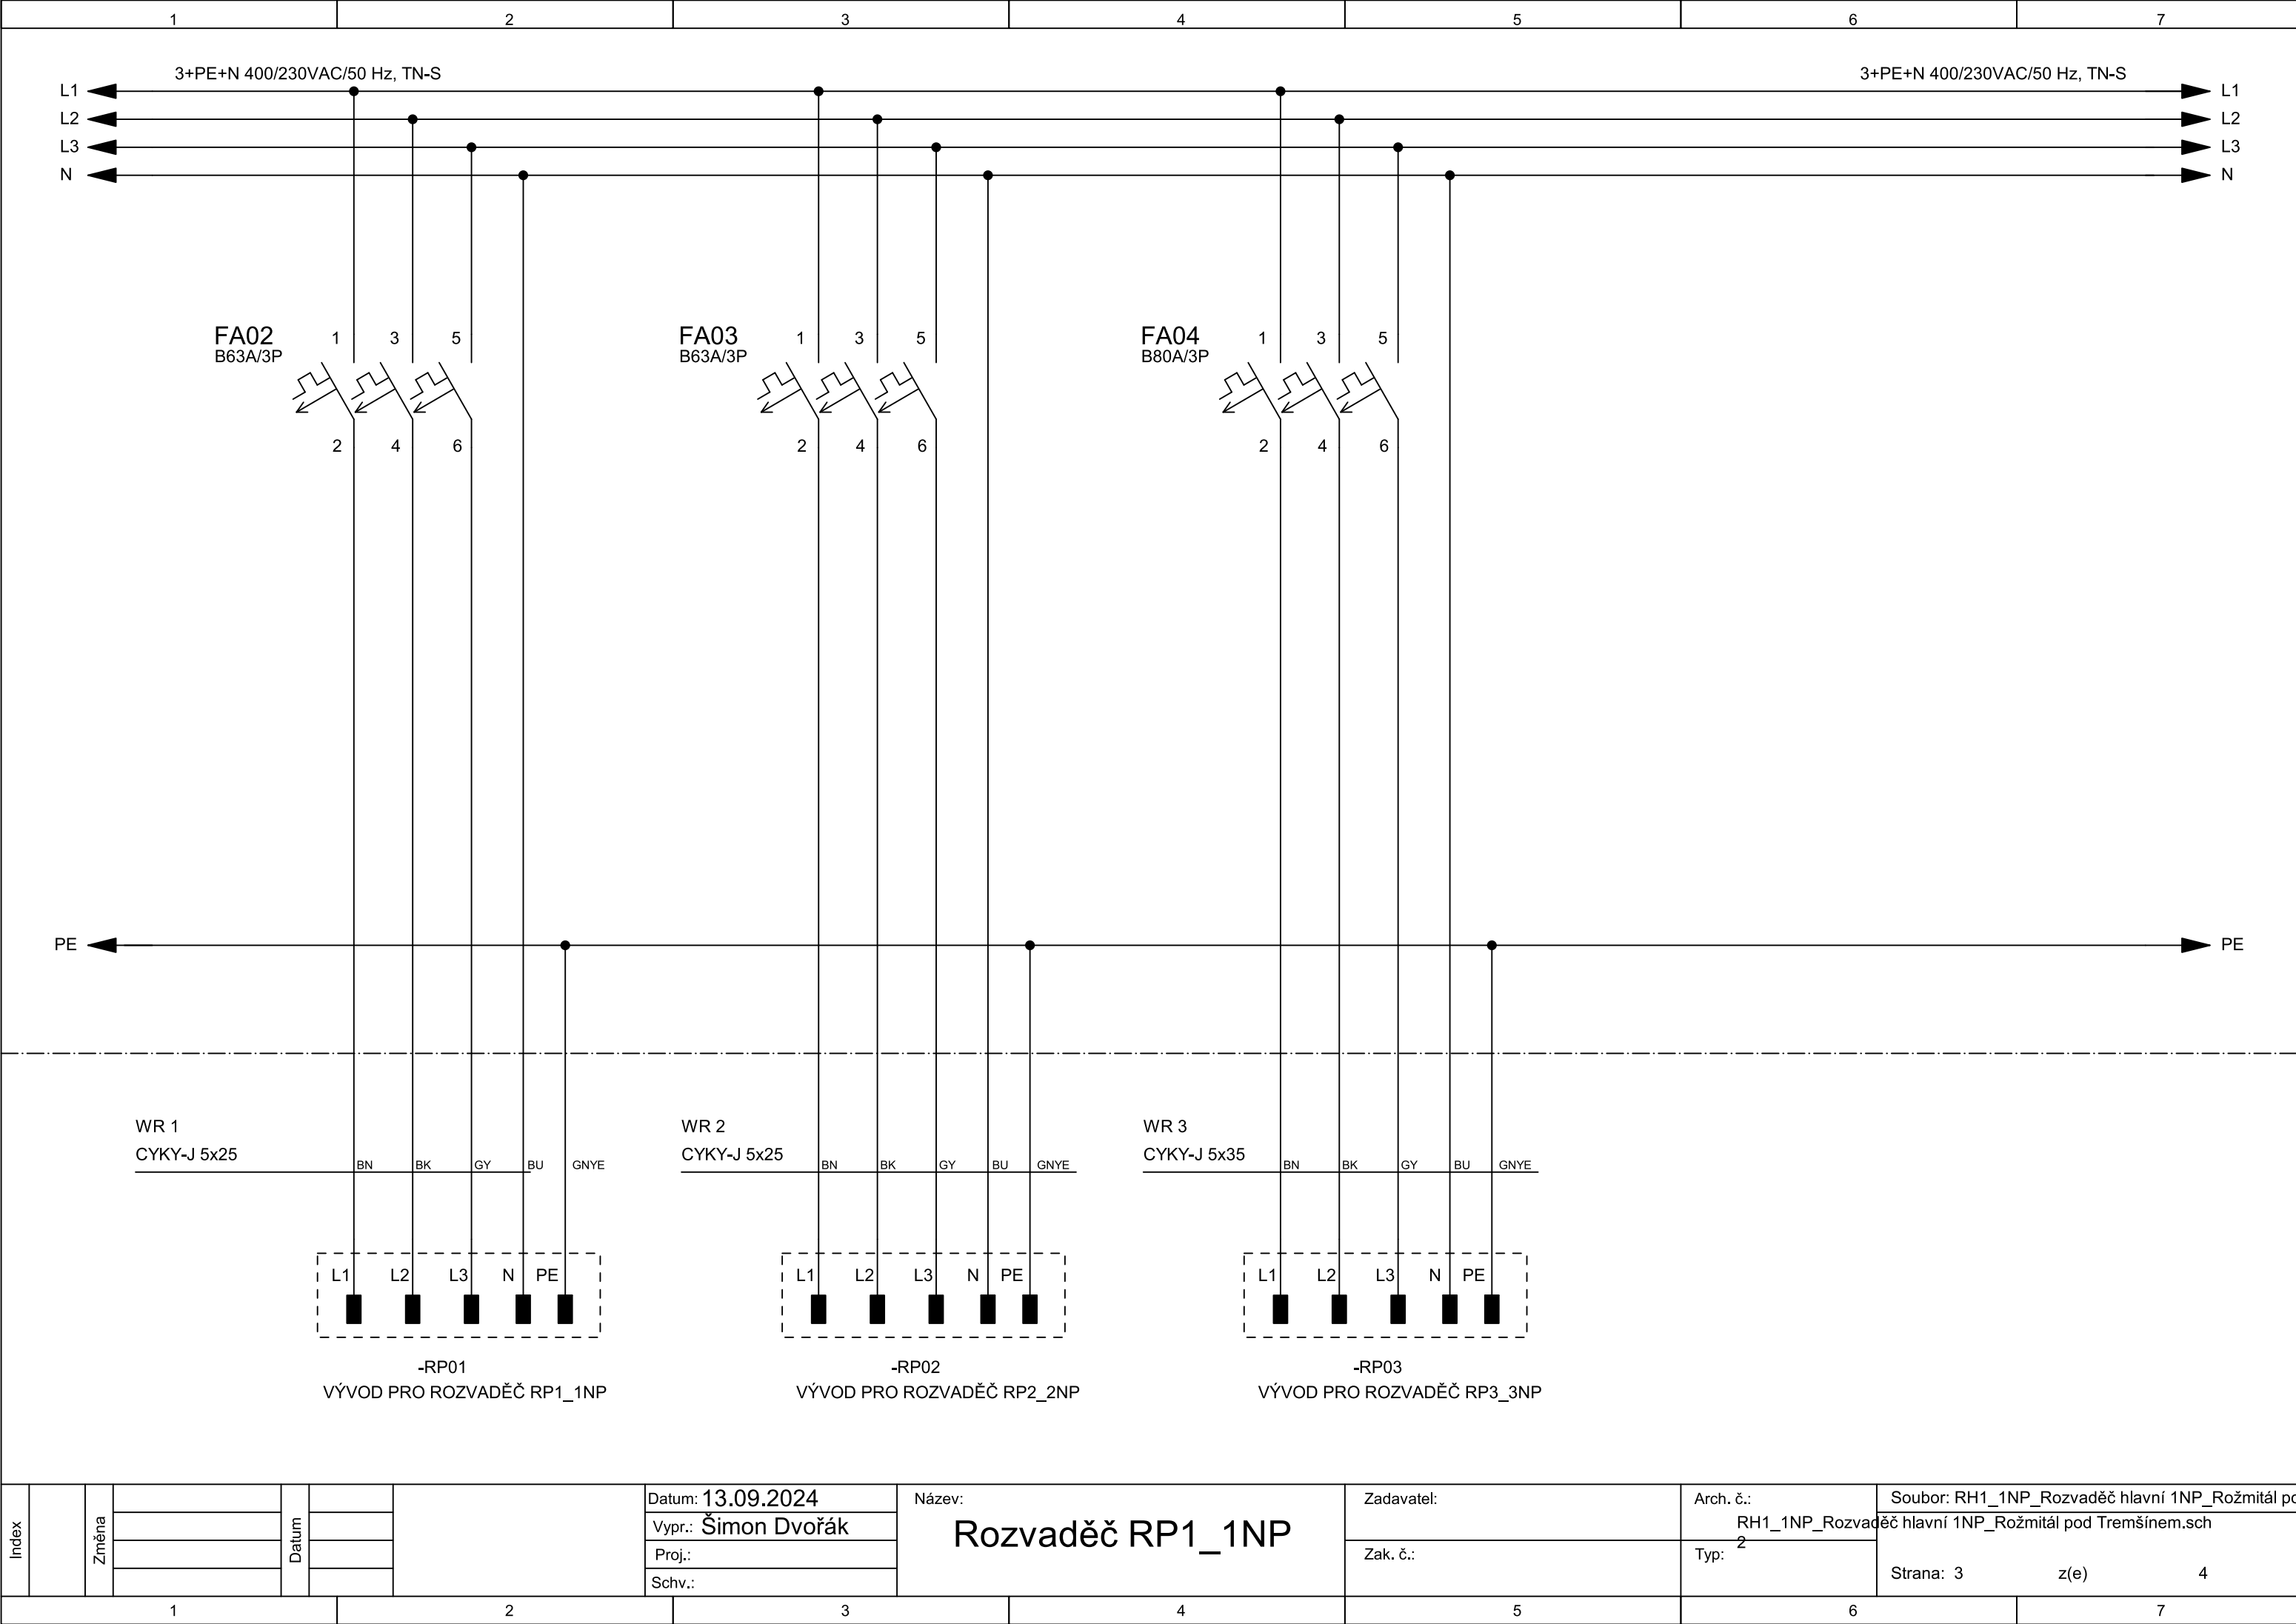 1 2 3 4 5 6 7
3+PE+N 400/230VAC/50 Hz, TN-S 3+PE+N 400/230VAC/50 Hz, TN-S
L1 L1
L2 L2
L3 L3
N N
FA02 1 3 5 FA03 1 3 5 FA04 1 3 5
B63A/3P B63A/3P B80A/3P
2 4 6 2 4 6 2 4 6
PE PE
WR 1 WR 2 WR 3
CYKY-J 5x25 CYKY-J 5x25 CYKY-J 5x35
BN BK GY BU GNYE BN BK GY BU GNYE BN BK GY BU GNYE
L1 L2 L3 N PE L1 L2 L3 N PE L1 L2 L3 N PE
-RP01 -RP02 -RP03
VÝVOD PRO ROZVADĚČ RP1_1NP VÝVOD PRO ROZVADĚČ RP2_2NP VÝVOD PRO ROZVADĚČ RP3_3NP
Index
Změna
Datum
Datum: 13.09.2024
Vypr.: Šimon Dvořák
Proj.:
Schv.:
Název:
Rozvaděč RP1_1NP
Zadavatel:
Zak. č.:
Arch. č.:
RH1_1NP_Rozvaděč hlavní 1NP_Rožmitál pod Tremšínem.sch
2
Typ:
Soubor: RH1_1NP_Rozvaděč hlavní 1NP_Rožmitál
Strana: 3 z(e) 4
1 2 3 4 5 6 7